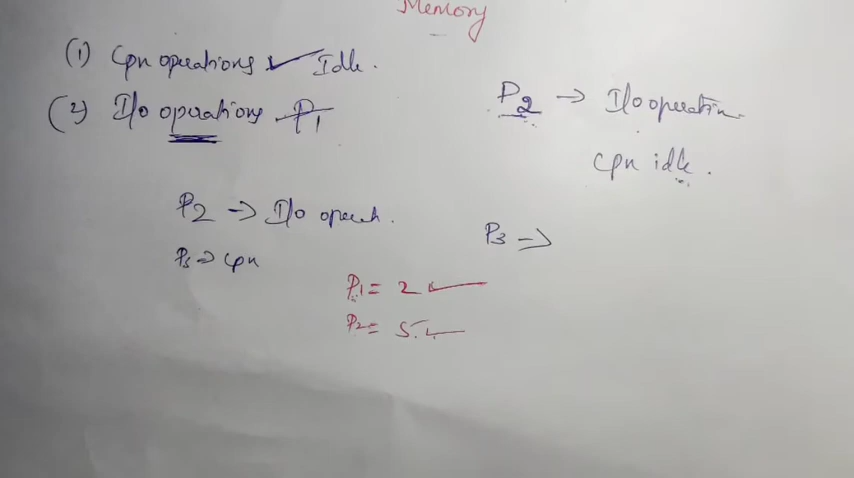 Memory
(1) Cpu operations ✓ Idle.
(2) I/o operations P1
P2 → I/o operation
Cpu idle.
P2 → I/o operh.
P3 →
P3 → Cpu
P1 = 2
P2 = 5